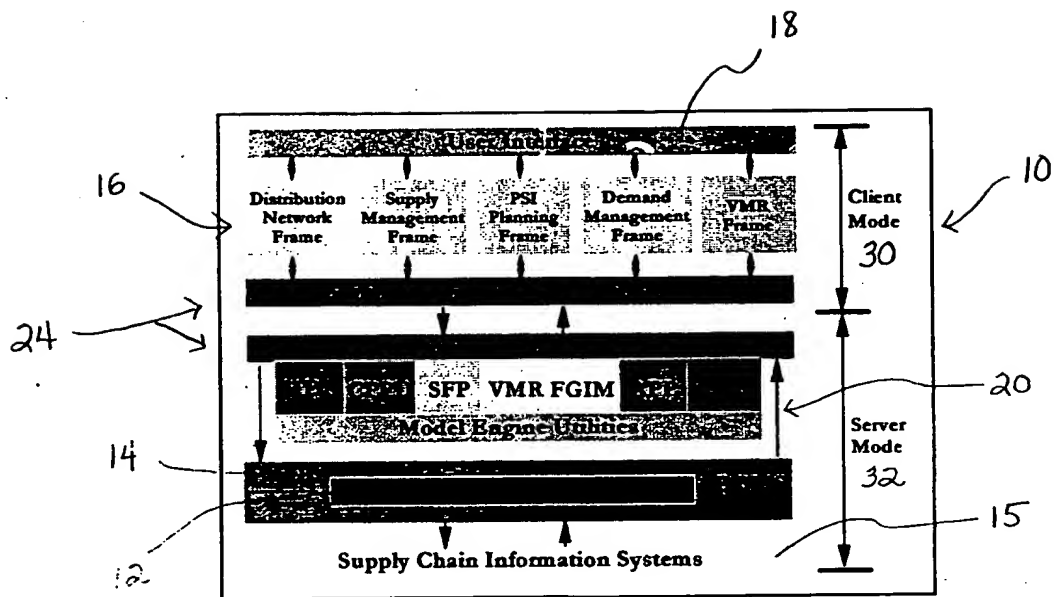 18
User Inter
16
Distribution
Network
Frame
Supply
Management
Frame
PSI
Planning
Frame
Demand
Management
Frame
VMR
Frame
Client
Mode
30
10
24
SFP
VMR FGIM
Model Engine Utilities
20
Server
Mode
32
14
12
15
Supply Chain Information Systems